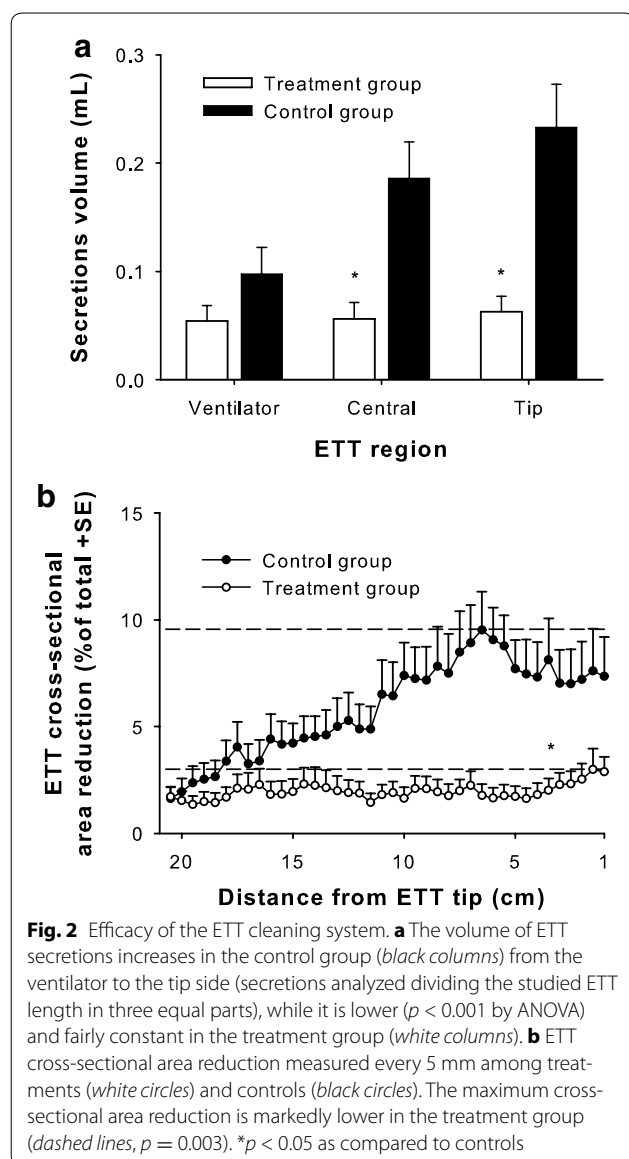 a
Secretions volume (mL)
Treatment group
Control group
0.2
0.1
0.0
*
*
Ventilator
Central
Tip
ETT region
b
ETT cross-sectional
area reduction (%of total +SE)
15
Control group
Treatment group
10
5
*
0
20
15
10
5
1
Distance from ETT tip (cm)
Fig. 2 Efficacy of the ETT cleaning system. a The volume of ETT
secretions increases in the control group (black columns) from the
ventilator to the tip side (secretions analyzed dividing the studied ETT
length in three equal parts), while it is lower (p < 0.001 by ANOVA)
and fairly constant in the treatment group (white columns). b ETT
cross-sectional area reduction measured every 5 mm among treat-
ments (white circles) and controls (black circles). The maximum cross-
sectional area reduction is markedly lower in the treatment group
(dashed lines, p = 0.003). *p < 0.05 as compared to controls